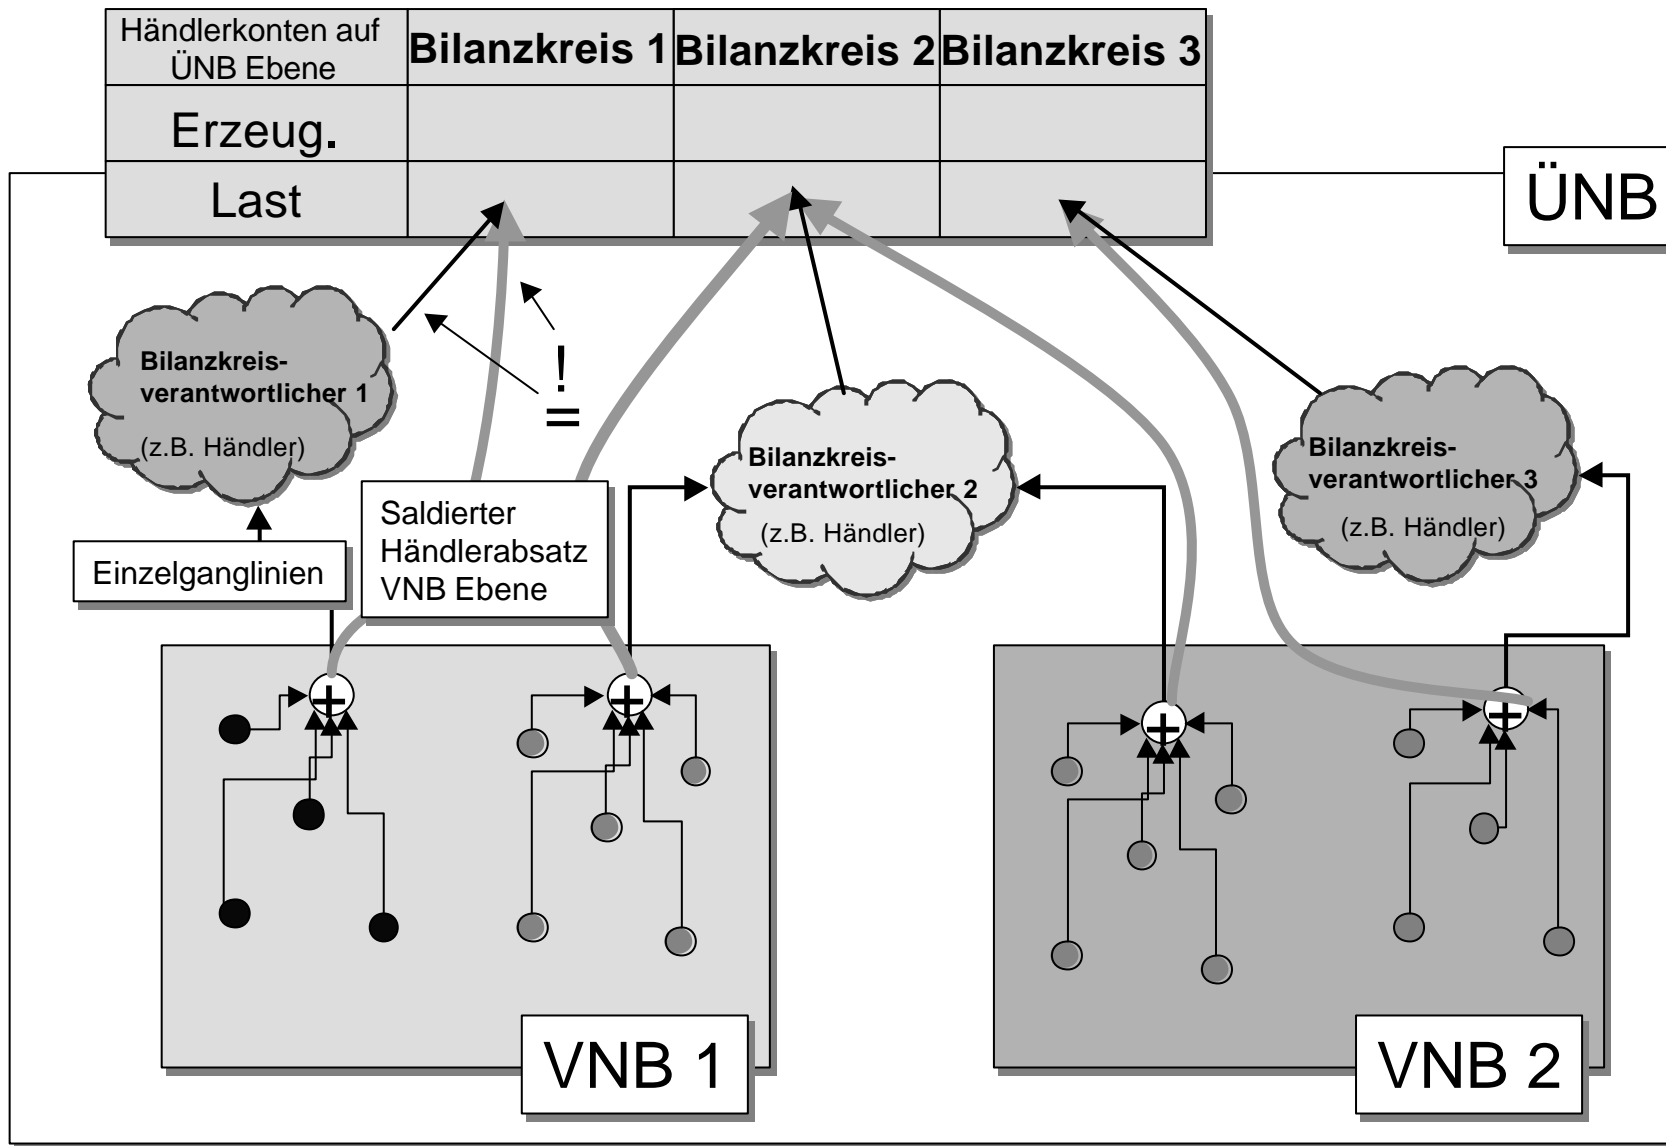 Händlerkonten auf
ÜNB Ebene
Bilanzkreis 1
Bilanzkreis 2
Bilanzkreis 3
Erzeug.
Last
ÜNB
Bilanzkreis-
verantwortlicher 1
(z.B. Händler)
!
=
Bilanzkreis-
verantwortlicher 2
(z.B. Händler)
Bilanzkreis-
verantwortlicher 3
(z.B. Händler)
Einzelganglinien
Saldierter
Händlerabsatz
VNB Ebene
+
+
+
+
VNB 1
VNB 2